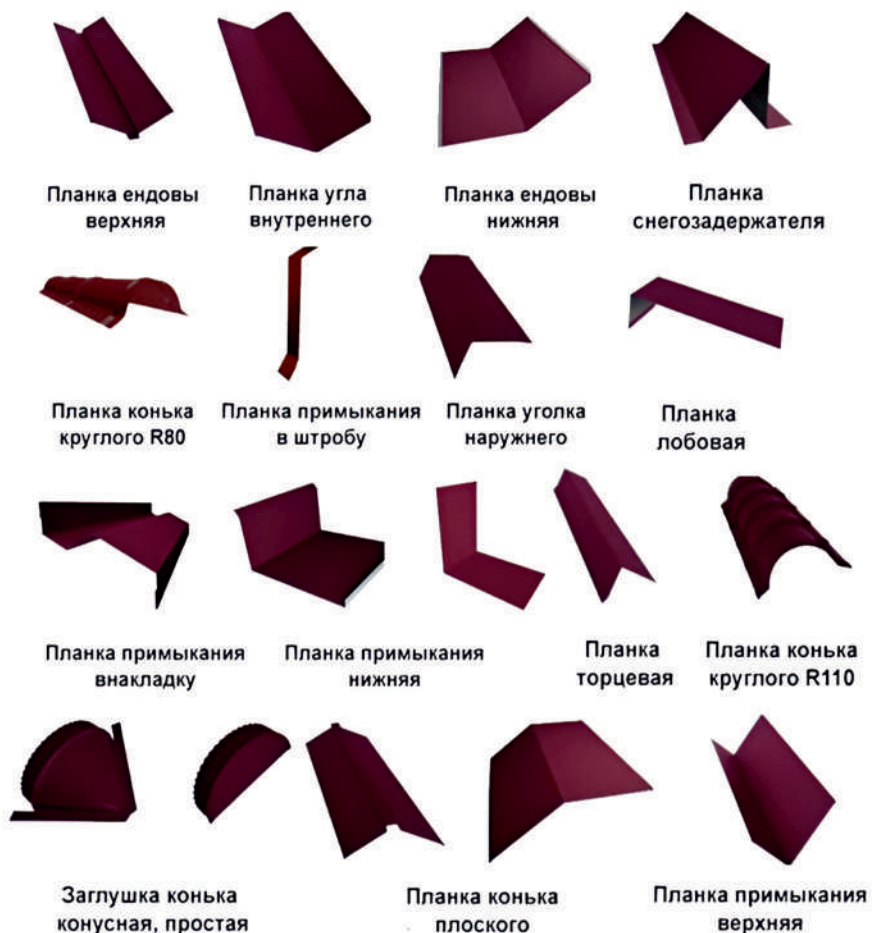 Планка ендовы
верхняя
Планка угла
внутреннего
Планка ендовы
нижняя
Планка
снегозадержателя
Планка конька
круглого R80
Планка примыкания
в штробу
Планка уголка
наружнего
Планка
лобовая
Планка примыкания
внакладку
Планка примыкания
нижняя
Планка
торцевая
Планка конька
круглого R110
Заглушка конька
конусная, простая
Планка конька
плоского
Планка примыкания
верхняя